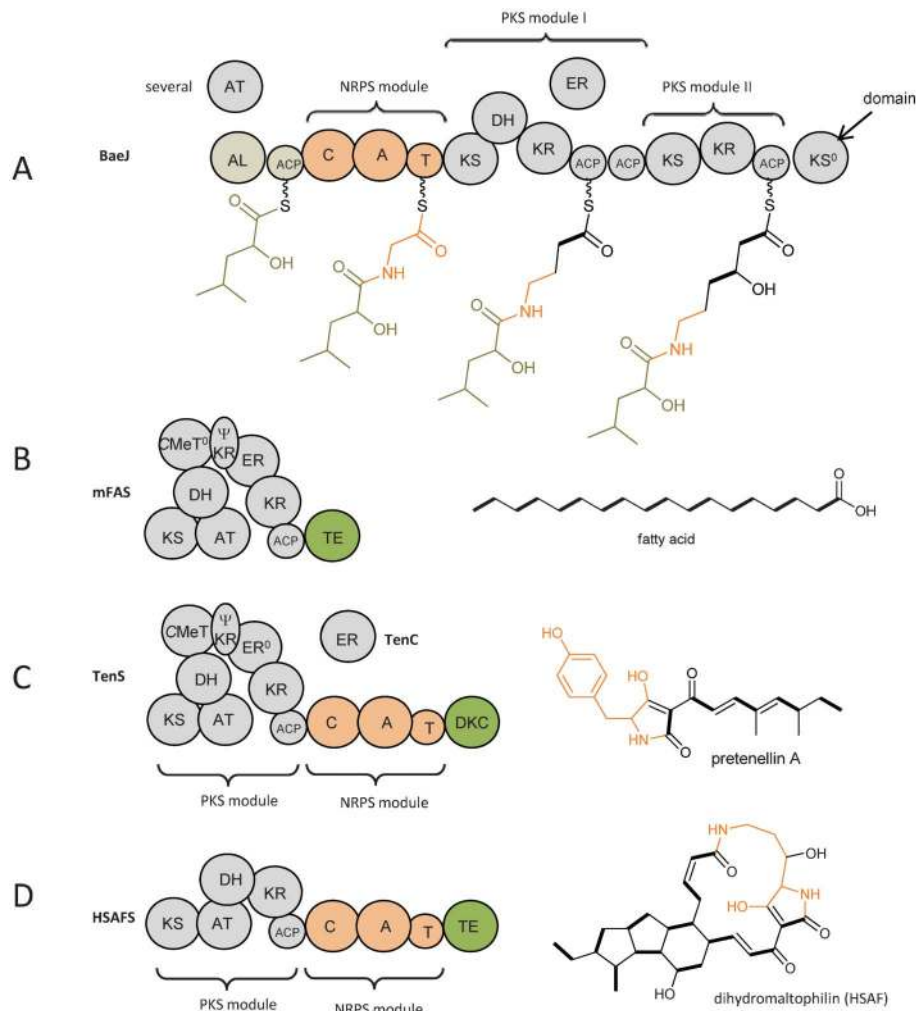 PKS module I
several
AT
NRPS module
ER
PKS module II
domain
A
BaeJ
AL
ACP
C
A
T
KS
DH
KR
ACP
ACP
KS
KR
ACP
KS⁰
S
S
S
S
O
OH
O
NH
O
OH
O
O
NH
OH
O
OH
O
NH
OH
B
mFAS
CMeT⁰
Ψ
KR
ER
DH
KR
KS
AT
ACP
TE
O
OH
fatty acid
C
TenS
CMeT
Ψ
KR
ER⁰
ER
TenC
DH
KR
KS
AT
ACP
C
A
T
DKC
PKS module
NRPS module
HO
HO
O
HN
O
pretenellin A
D
HSAFS
DH
KR
KS
AT
ACP
C
A
T
TE
PKS module
NRPS module
HN
O
OH
NH
HO
O
O
HO
dihydromaltophilin (HSAF)